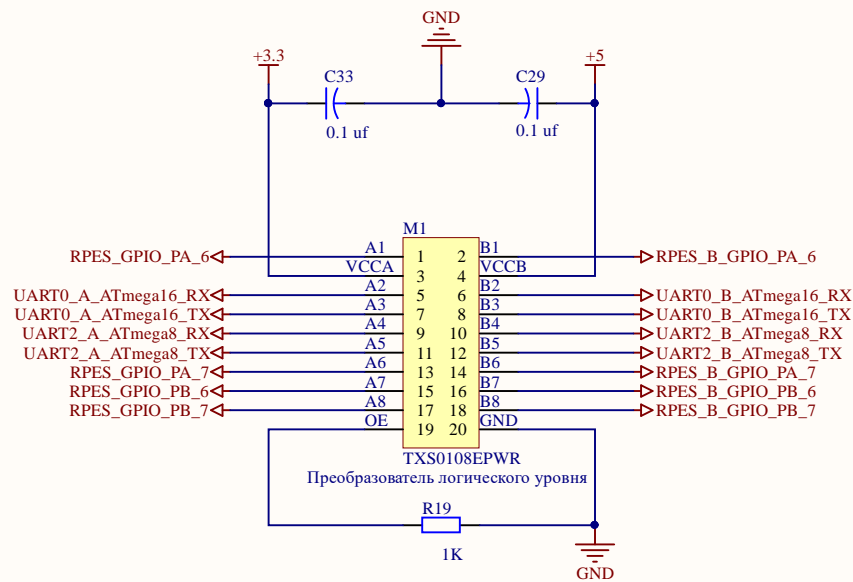 GND
+3.3
+5
C33
C29
0.1 uf
0.1 uf
M1
RPES_GPIO_PA_6 A1 1 2 B1 RPES_B_GPIO_PA_6
VCCA 3 4 VCCB
UART0_A_ATmega16_RX A2 5 6 B2 UART0_B_ATmega16_RX
UART0_A_ATmega16_TX A3 7 8 B3 UART0_B_ATmega16_TX
UART2_A_ATmega8_RX A4 9 10 B4 UART2_B_ATmega8_RX
UART2_A_ATmega8_TX A5 11 12 B5 UART2_B_ATmega8_TX
RPES_GPIO_PA_7 A6 13 14 B6 RPES_B_GPIO_PA_7
RPES_GPIO_PB_6 A7 15 16 B7 RPES_B_GPIO_PB_6
RPES_GPIO_PB_7 A8 17 18 B8 RPES_B_GPIO_PB_7
OE 19 20 GND
TXS0108EPWR
Преобразователь логического уровня
R19
1K
GND